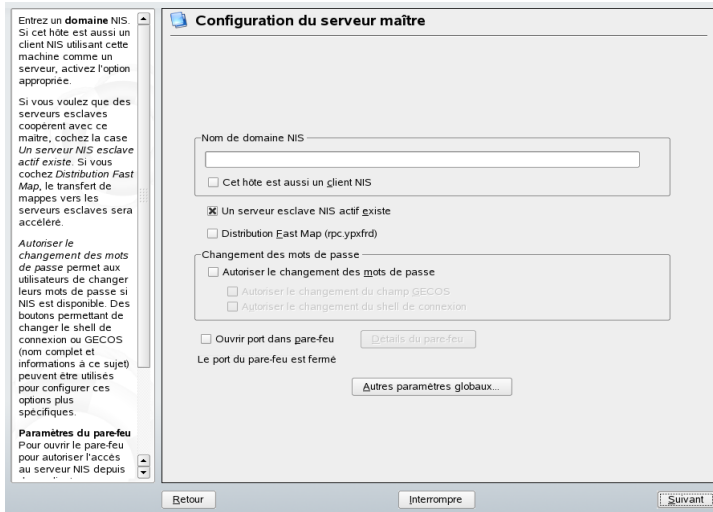 Entrez un domaine NIS.
Si cet hôte est aussi un
client NIS utilisant cette
machine comme un
serveur, activez l'option
appropriée.
Si vous voulez que des
serveurs esclaves
coopèrent avec ce
maître, cochez la case
Un serveur NIS esclave
actif existe. Si vous
cochez Distribution Fast
Map, le transfert de
mappes vers les
serveurs esclaves sera
accéléré.
Autoriser le
changement des mots
de passe permet aux
utilisateurs de changer
leurs mots de passe si
NIS est disponible. Des
boutons permettant de
changer le shell de
connexion ou GECOS
(nom complet et
informations à ce sujet)
peuvent être utilisés
pour configurer ces
options plus
spécifiques.
Paramètres du pare-feu
Pour ouvrir le pare-feu
pour autoriser l'accès
au serveur NIS depuis
Configuration du serveur maître
Nom de domaine NIS
Cet hôte est aussi un client NIS
Un serveur esclave NIS actif existe
Distribution Fast Map (rpc.ypxfrd)
Changement des mots de passe
Autoriser le changement des mots de passe
Autoriser le changement du champ GECOS
Autoriser le changement du shell de connexion
Ouvrir port dans pare-feu
Détails du pare-feu
Le port du pare-feu est fermé
Autres paramètres globaux...
Retour
Interrompre
Suivant